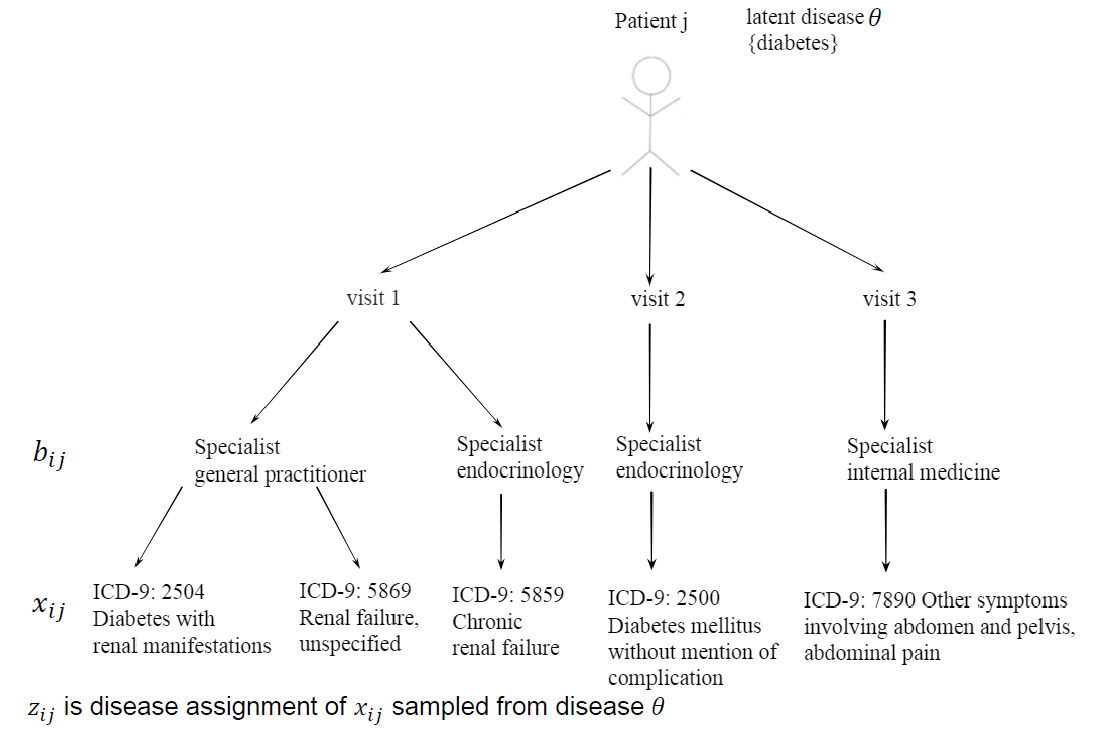 Patient j
latent disease θ
{diabetes}
visit 1
visit 2
visit 3
b_{ij}
Specialist
general practitioner
Specialist
endocrinology
Specialist
endocrinology
Specialist
internal medicine
x_{ij}
ICD-9: 2504
Diabetes with
renal manifestations
ICD-9: 5869
Renal failure,
unspecified
ICD-9: 5859
Chronic
renal failure
ICD-9: 2500
Diabetes mellitus
without mention of
complication
ICD-9: 7890 Other symptoms
involving abdomen and pelvis,
abdominal pain
z_{ij} is disease assignment of x_{ij} sampled from disease θ